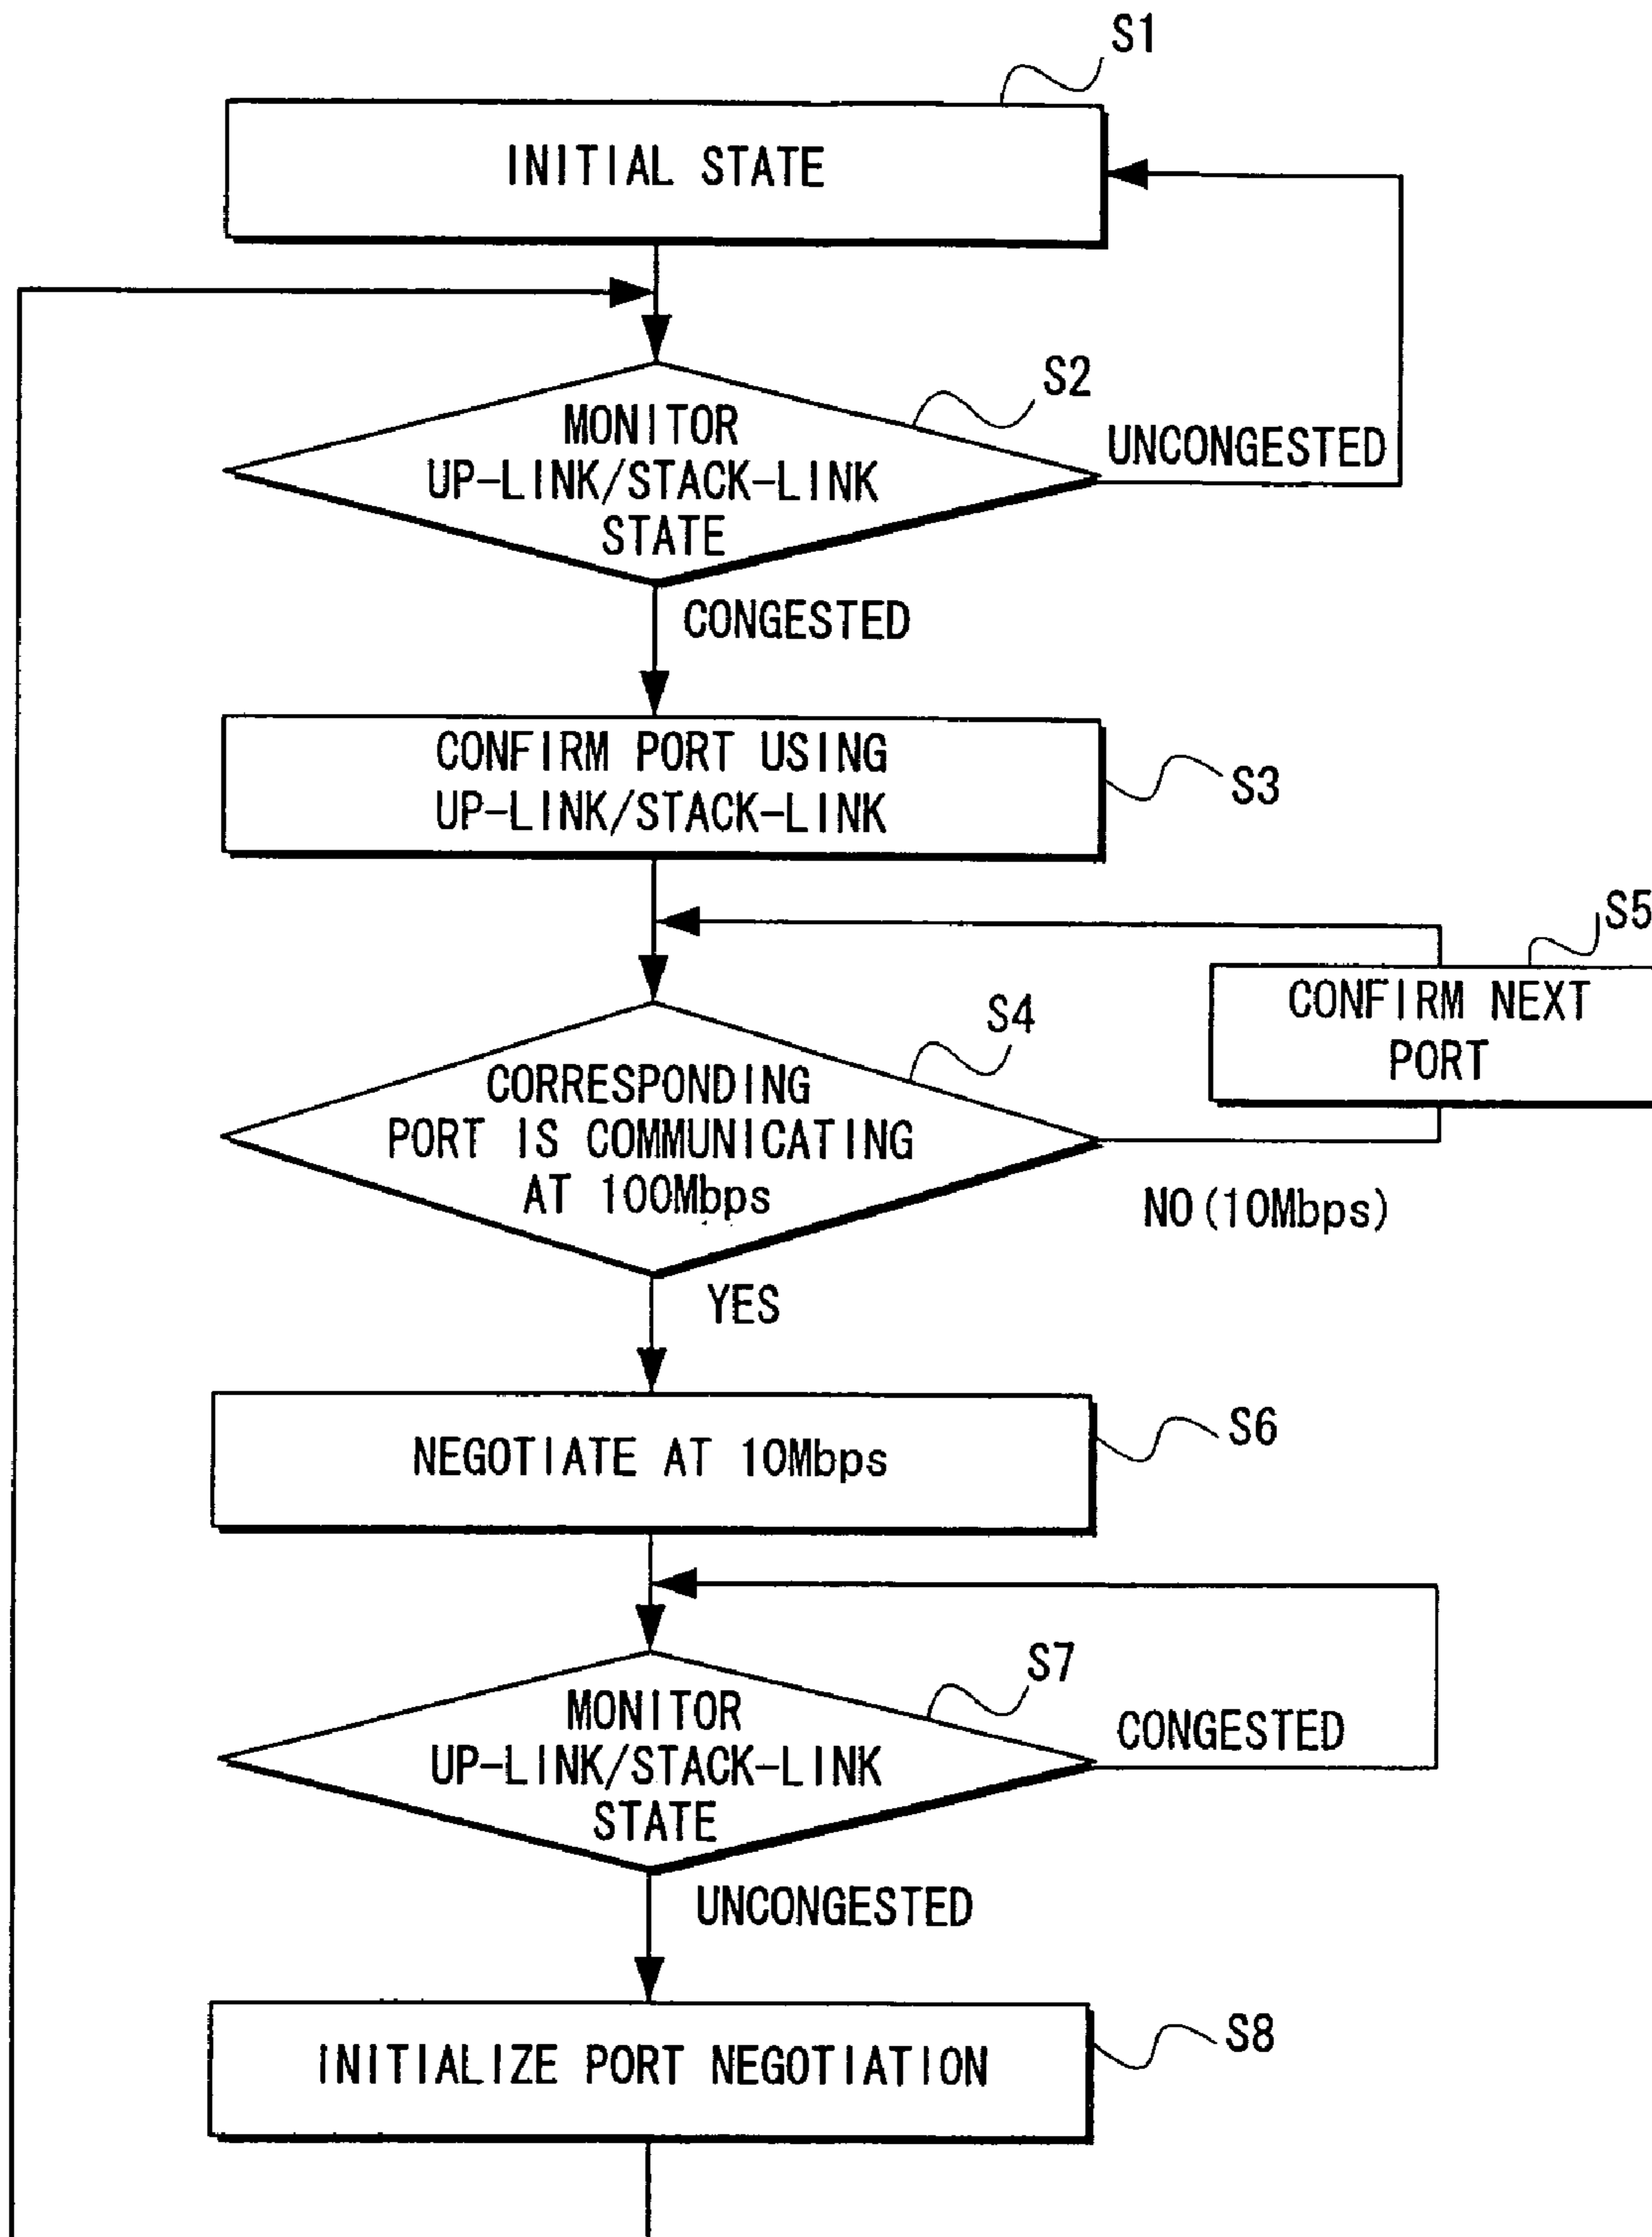 S1
INITIAL STATE
S2
MONITOR
UP-LINK/STACK-LINK
STATE
UNCONGESTED
CONGESTED
CONFIRM PORT USING
UP-LINK/STACK-LINK
S3
S5
CONFIRM NEXT
PORT
S4
CORRESPONDING
PORT IS COMMUNICATING
AT 100Mbps
NO(10Mbps)
YES
NEGOTIATE AT 10Mbps
S6
S7
MONITOR
UP-LINK/STACK-LINK
STATE
CONGESTED
UNCONGESTED
INITIALIZE PORT NEGOTIATION
S8